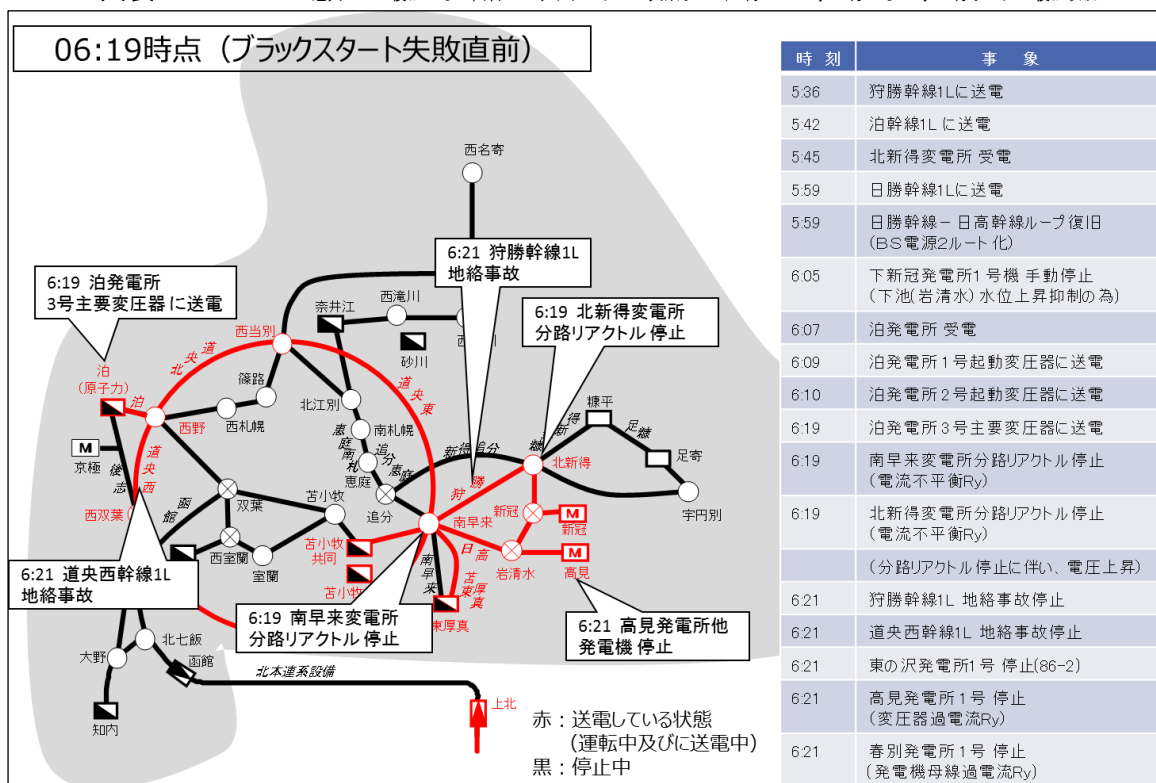 06:19時点（ブラックスタート失敗直前）
6:19 泊発電所
3号主要変圧器に送電
6:21 狩勝幹線1L
地絡事故
6:19 北新得変電所
分路リアクトル停止
西名寄
奈井江
西滝川
砂川
西当別
北央道
道央東
泊
(原子力)
泊
西野
篠路
西札幌
北江別
南札幌
恵庭
追分
新得追分
狩勝
北新得
糠平
足糠
足寄
宇円別
M
京極
後志
道央西
西双葉
函館
双葉
西室蘭
室蘭
苫小牧
苫小牧
共同
苫小牧
南早来
日高
新冠
M
新冠
岩清水
M
高見
南早来
苫東厚真
東厚真
6:21 道央西幹線1L
地絡事故
6:19 南早来変電所
分路リアクトル停止
6:21 高見発電所他
発電機 停止
大野
北七飯
函館
知内
北本連系設備
上北
赤：送電している状態
（運転中及びに送電中）
黒：停止中
時 刻 事 象
5:36 狩勝幹線1Lに送電
5:42 泊幹線1L に送電
5:45 北新得変電所 受電
5:59 日勝幹線1Lに送電
5:59 日勝幹線－日高幹線ループ復旧
(BS電源2ルート化)
6:05 下新冠発電所1号機 手動停止
(下池(岩清水)水位上昇抑制の為)
6:07 泊発電所 受電
6:09 泊発電所1号起動変圧器に送電
6:10 泊発電所2号起動変圧器に送電
6:19 泊発電所3号主変圧器に送電
6:19 南早来変電所分路リアクトル停止
(電流不平衡Ry)
6:19 北新得変電所分路リアクトル停止
(電流不平衡Ry)
(分路リアクトル停止に伴い、電圧上昇)
6:21 狩勝幹線1L 地絡事故停止
6:21 道央西幹線1L 地絡事故停止
6:21 東の沢発電所1号 停止(86-2)
6:21 高見発電所1号 停止
(変圧器過電流Ry)
6:21 春別発電所1号 停止
(発電機母線過電流Ry)